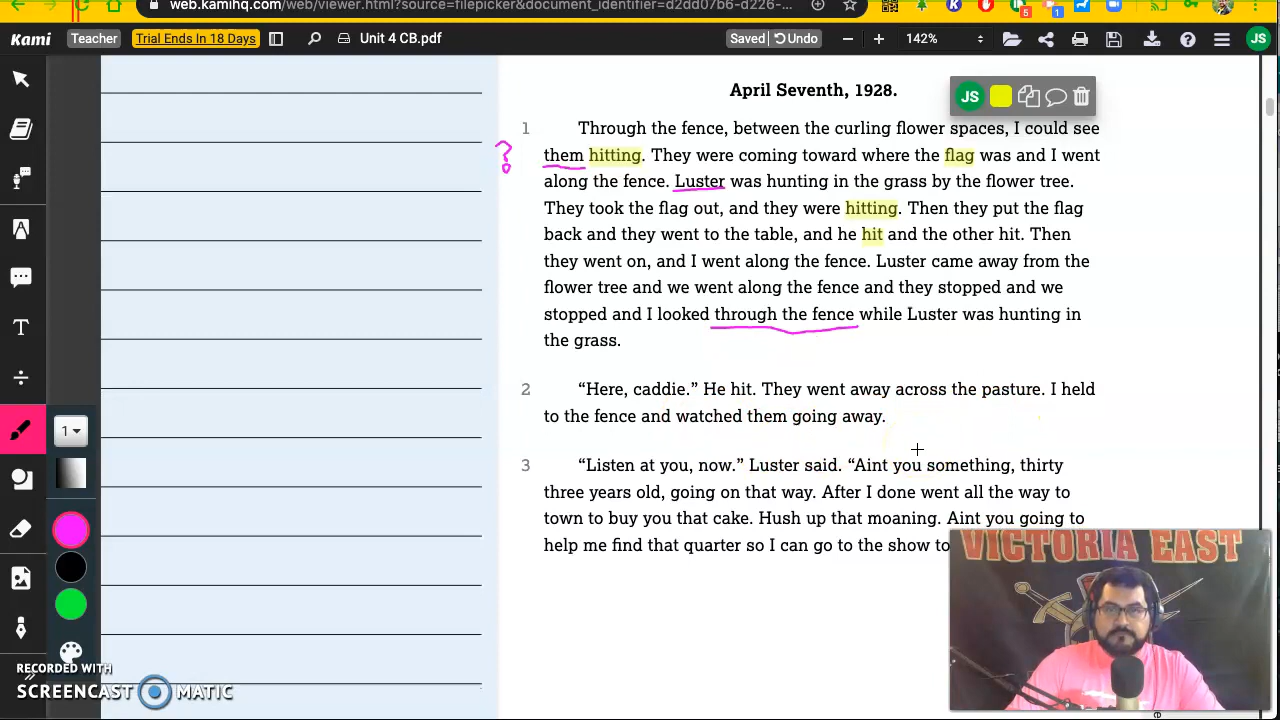 web.kamihq.com/web/viewer.html?source=filepicker&document_identifier=d2dd07b6-d226-
5
1
Kami Teacher Trial Ends In 18 Days Unit 4 CB.pdf Saved Undo 142% JS
April Seventh, 1928.
JS
1
Through the fence, between the curling flower spaces, I could see
?
them hitting. They were coming toward where the flag was and I went
along the fence. Luster was hunting in the grass by the flower tree.
They took the flag out, and they were hitting. Then they put the flag
back and they went to the table, and he hit and the other hit. Then
they went on, and I went along the fence. Luster came away from the
flower tree and we went along the fence and they stopped and we
stopped and I looked through the fence while Luster was hunting in
the grass.
2
“Here, caddie.” He hit. They went away across the pasture. I held
to the fence and watched them going away.
1
3
“Listen at you, now.” Luster said. “Aint you something, thirty
three years old, going on that way. After I done went all the way to
town to buy you that cake. Hush up that moaning. Aint you going to
help me find that quarter so I can go to the show to
VICTORIA EAST
RECORDED WITH
SCREENCAST MATIC